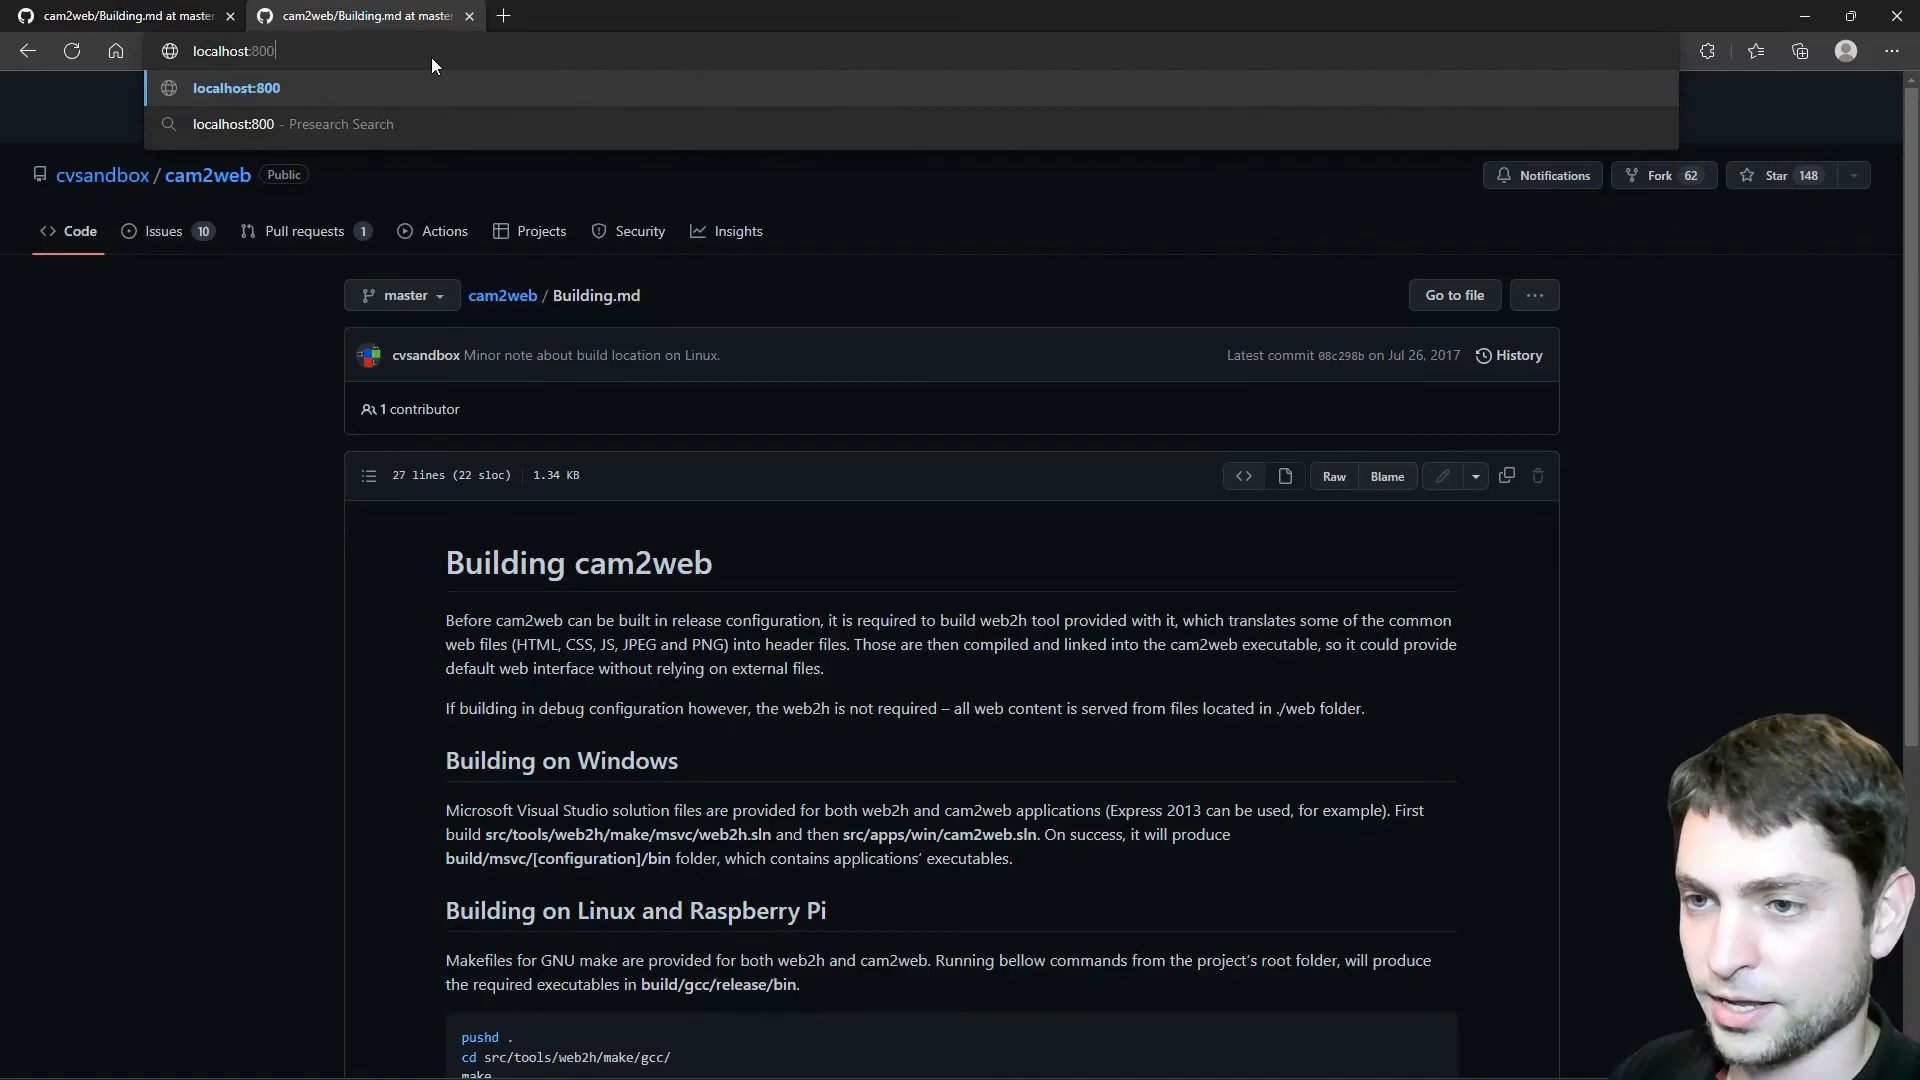 cam2web/Building.md at master
cam2web/Building.md at master
localhost:800
localhost:800
localhost:800 - Presearch Search
cvsandbox / cam2web Public
Notifications
Fork 62
Star 148
Code
Issues 10
Pull requests 1
Actions
Projects
Security
Insights
master
cam2web / Building.md
Go to file
cvsandbox Minor note about build location on Linux.
Latest commit 08c298b on Jul 26, 2017
History
1 contributor
27 lines (22 sloc) 1.34 KB
Raw
Blame
Building cam2web
Before cam2web can be built in release configuration, it is required to build web2h tool provided with it, which translates some of the common
web files (HTML, CSS, JS, JPEG and PNG) into header files. Those are then compiled and linked into the cam2web executable, so it could provide
default web interface without relying on external files.
If building in debug configuration however, the web2h is not required – all web content is served from files located in ./web folder.
Building on Windows
Microsoft Visual Studio solution files are provided for both web2h and cam2web applications (Express 2013 can be used, for example). First
build src/tools/web2h/make/msvc/web2h.sln and then src/apps/win/cam2web.sln. On success, it will produce
build/msvc/[configuration]/bin folder, which contains applications' executables.
Building on Linux and Raspberry Pi
Makefiles for GNU make are provided for both web2h and cam2web. Running bellow commands from the project's root folder, will produce
the required executables in build/gcc/release/bin.
pushd .
cd src/tools/web2h/make/gcc/
make